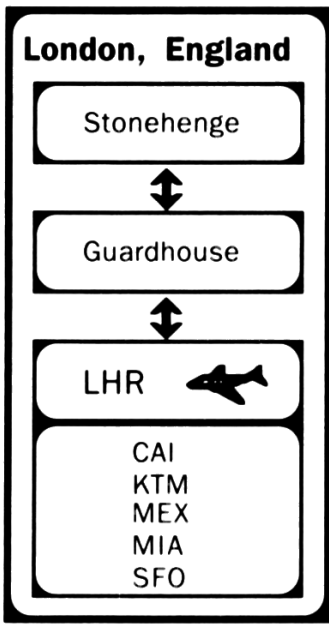 London, England
Stonehenge
Guardhouse
LHR
CAI
KTM
MEX
MIA
SFO